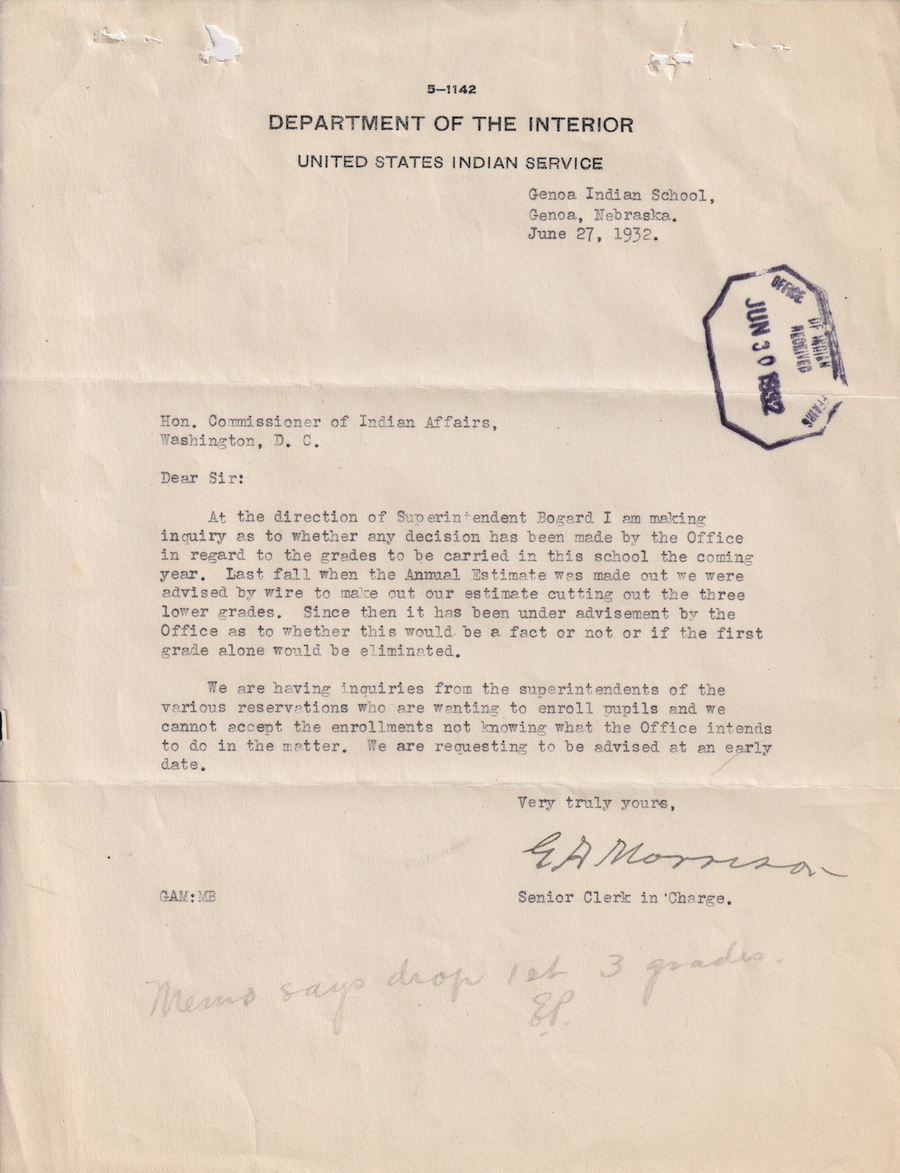 5—1142
DEPARTMENT OF THE INTERIOR
UNITED STATES INDIAN SERVICE
Genoa Indian School,
Genoa, Nebraska.
June 27, 1932.
OFFICE OF INDIAN AFFAIRS
RECEIVED
JUN 30 1932
Hon. Commissioner of Indian Affairs,
Washington, D. C.
Dear Sir:
At the direction of Superintendent Bogard I am making
inquiry as to whether any decision has been made by the Office
in regard to the grades to be carried in this school the coming
year. Last fall when the Annual Estimate was made out we were
advised by wire to make out our estimate cutting out the three
lower grades. Since then it has been under advisement by the
Office as to whether this would be a fact or not or if the first
grade alone would be eliminated.
We are having inquiries from the superintendents of the
various reservations who are wanting to enroll pupils and we
cannot accept the enrollments not knowing what the Office intends
to do in the matter. We are requesting to be advised at an early
date.
Very truly yours,
G A Morrison
GAM:MB
Senior Clerk in Charge.
Memo says drop 1st 3 grades.
EP.